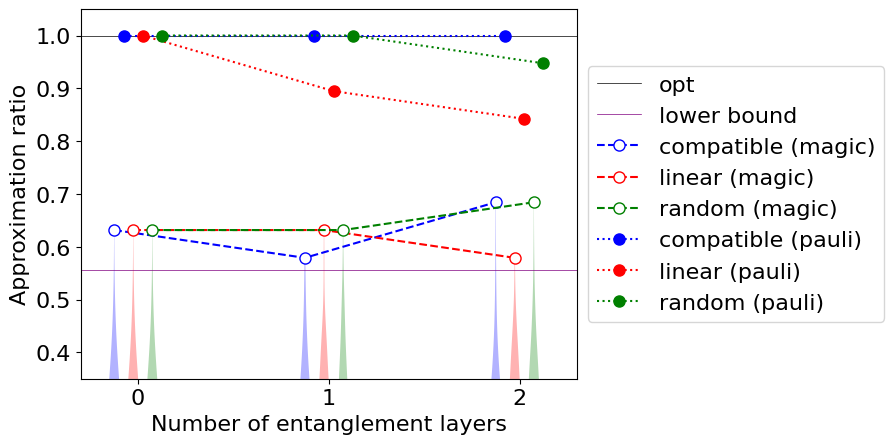 1.0
0.9
0.8
0.7
0.6
0.5
0.4
Approximation ratio
0
1
2
Number of entanglement layers
opt
lower bound
compatible (magic)
linear (magic)
random (magic)
compatible (pauli)
linear (pauli)
random (pauli)